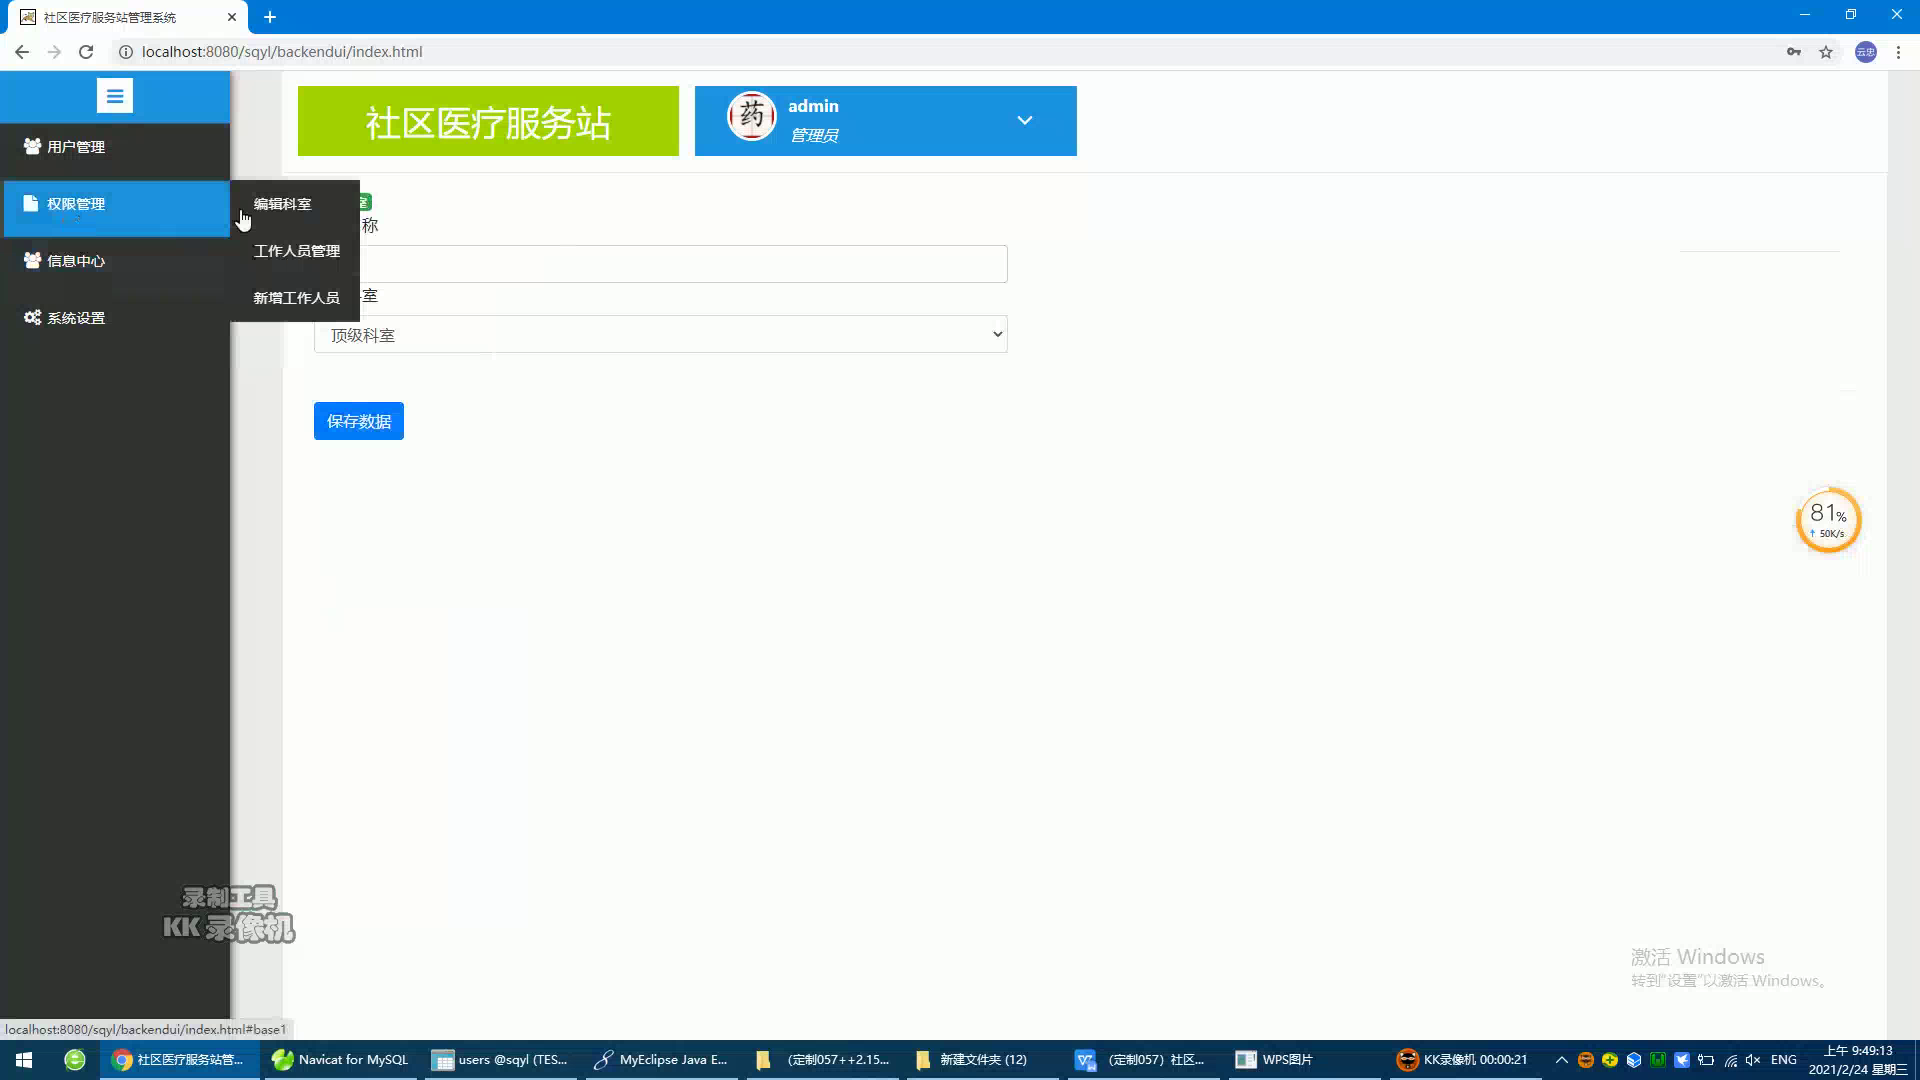 社区医疗服务站管理系统
localhost:8080/sqyl/backendui/index.html
云忠
社区医疗服务站
药
admin
管理员
用户管理
权限管理
信息中心
系统设置
编辑科室
工作人员管理
新增工作人员
室
称
室
顶级科室
保存数据
81%
50K/s
录制工具
KK 录像机
激活 Windows
转到"设置"以激活 Windows。
localhost:8080/sqyl/backendui/index.html#base1
社区医疗服务站管...
Navicat for MySQL
users @sqyl (TES...
MyEclipse Java E...
(定制057++2.15...
新建文件夹 (12)
(定制057) 社区...
WPS图片
KK录像机 00:00:21
ENG
上午 9:49:13
2021/2/24 星期三